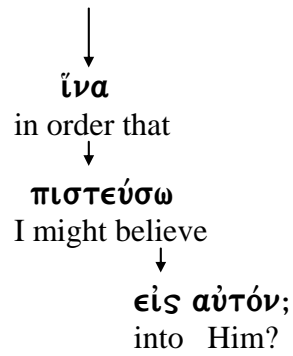 ἵνα
in order that
πιστεύσω
I might believe
εἰς αὐτόν;
into Him?